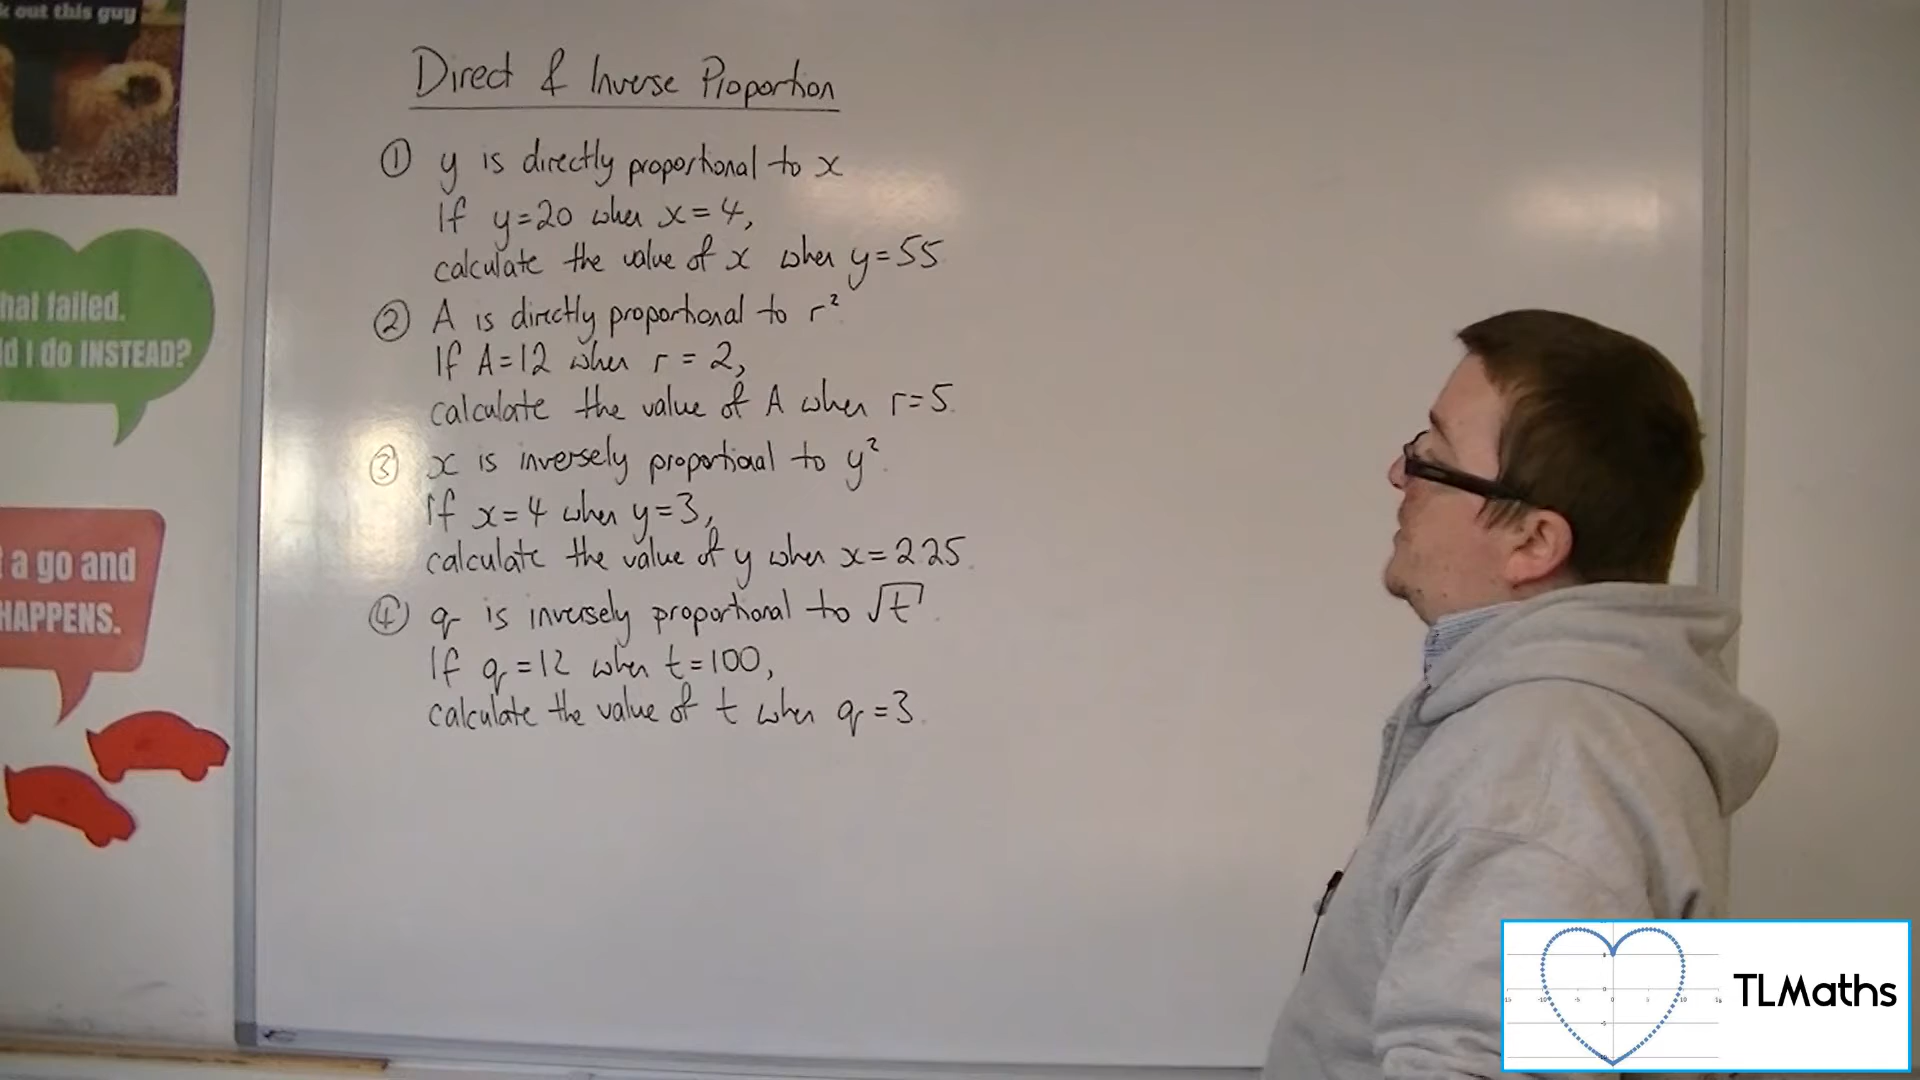 k out this guy
hat failed.
ld I do INSTEAD?
a go and
HAPPENS.
Direct & Inverse Proportion
① y is directly proportional to x
If y=20 when x=4,
calculate the value of x when y=55
② A is directly proportional to r².
If A=12 when r=2,
calculate the value of A when r=5.
③ x is inversely proportional to y².
If x=4 when y=3,
calculate the value of y when x=2.25.
④ q is inversely proportional to √t.
If q=12 when t=100,
calculate the value of t when q=3.
TLMaths